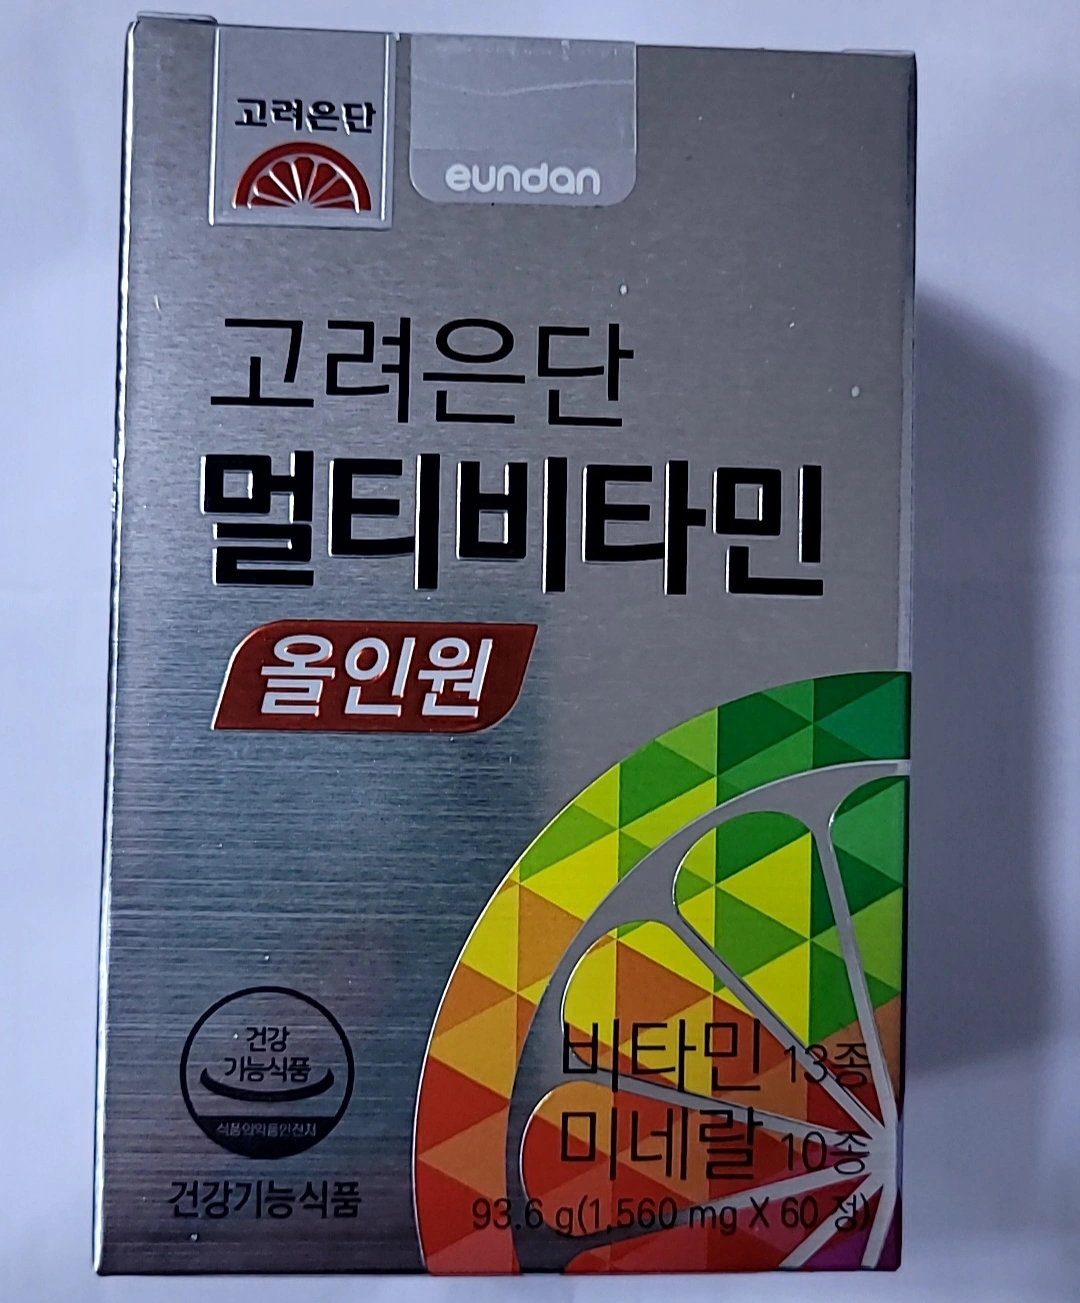 고려은단
eundan
고려은단
멀티비타민
올인원
건강
기능식품
식품의약품안전처
건강기능식품
비타민 13종
미네랄 10종
93.6 g(1,560 mg X 60 정)